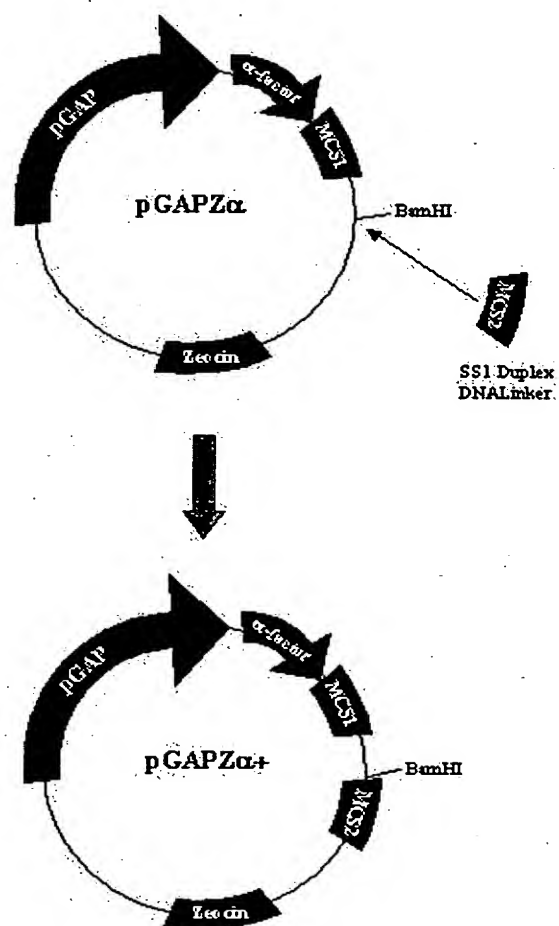 pGAP
α-factor
MCS1
pGAPZα
BamHI
MCS2
SS1 Duplex
DNALinker
Zeocin
pGAP
α-factor
MCS1
pGAPZα+
BamHI
MCS2
Zeocin